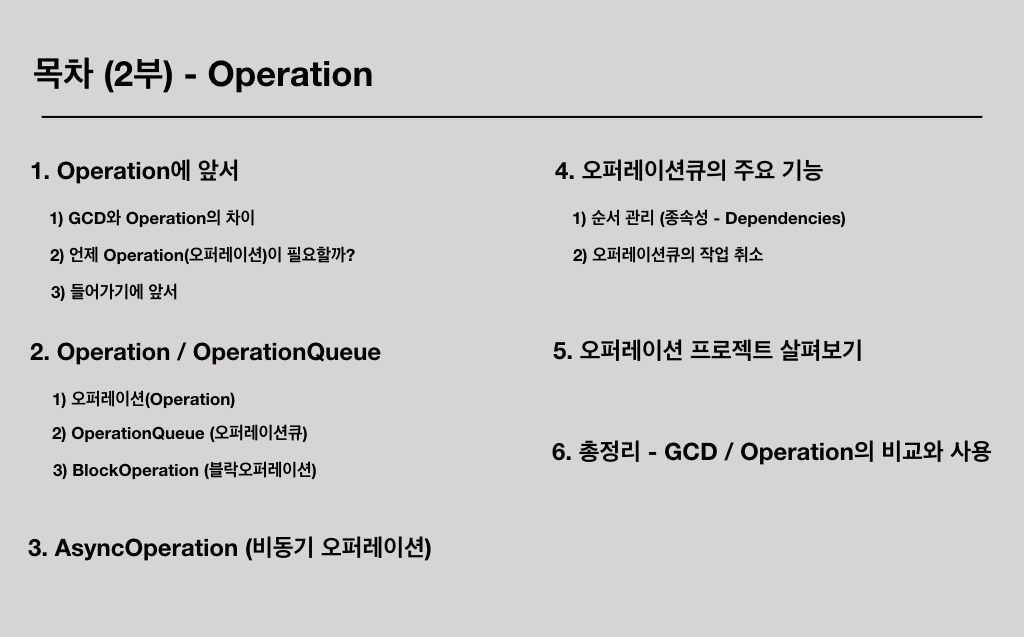 목차 (2부) - Operation
1. Operation에 앞서
1) GCD와 Operation의 차이
2) 언제 Operation(오퍼레이션)이 필요할까?
3) 들어가기에 앞서
2. Operation / OperationQueue
1) 오퍼레이션(Operation)
2) OperationQueue (오퍼레이션큐)
3) BlockOperation (블락오퍼레이션)
3. AsyncOperation (비동기 오퍼레이션)
4. 오퍼레이션큐의 주요 기능
1) 순서 관리 (종속성 - Dependencies)
2) 오퍼레이션큐의 작업 취소
5. 오퍼레이션 프로젝트 살펴보기
6. 총정리 - GCD / Operation의 비교와 사용